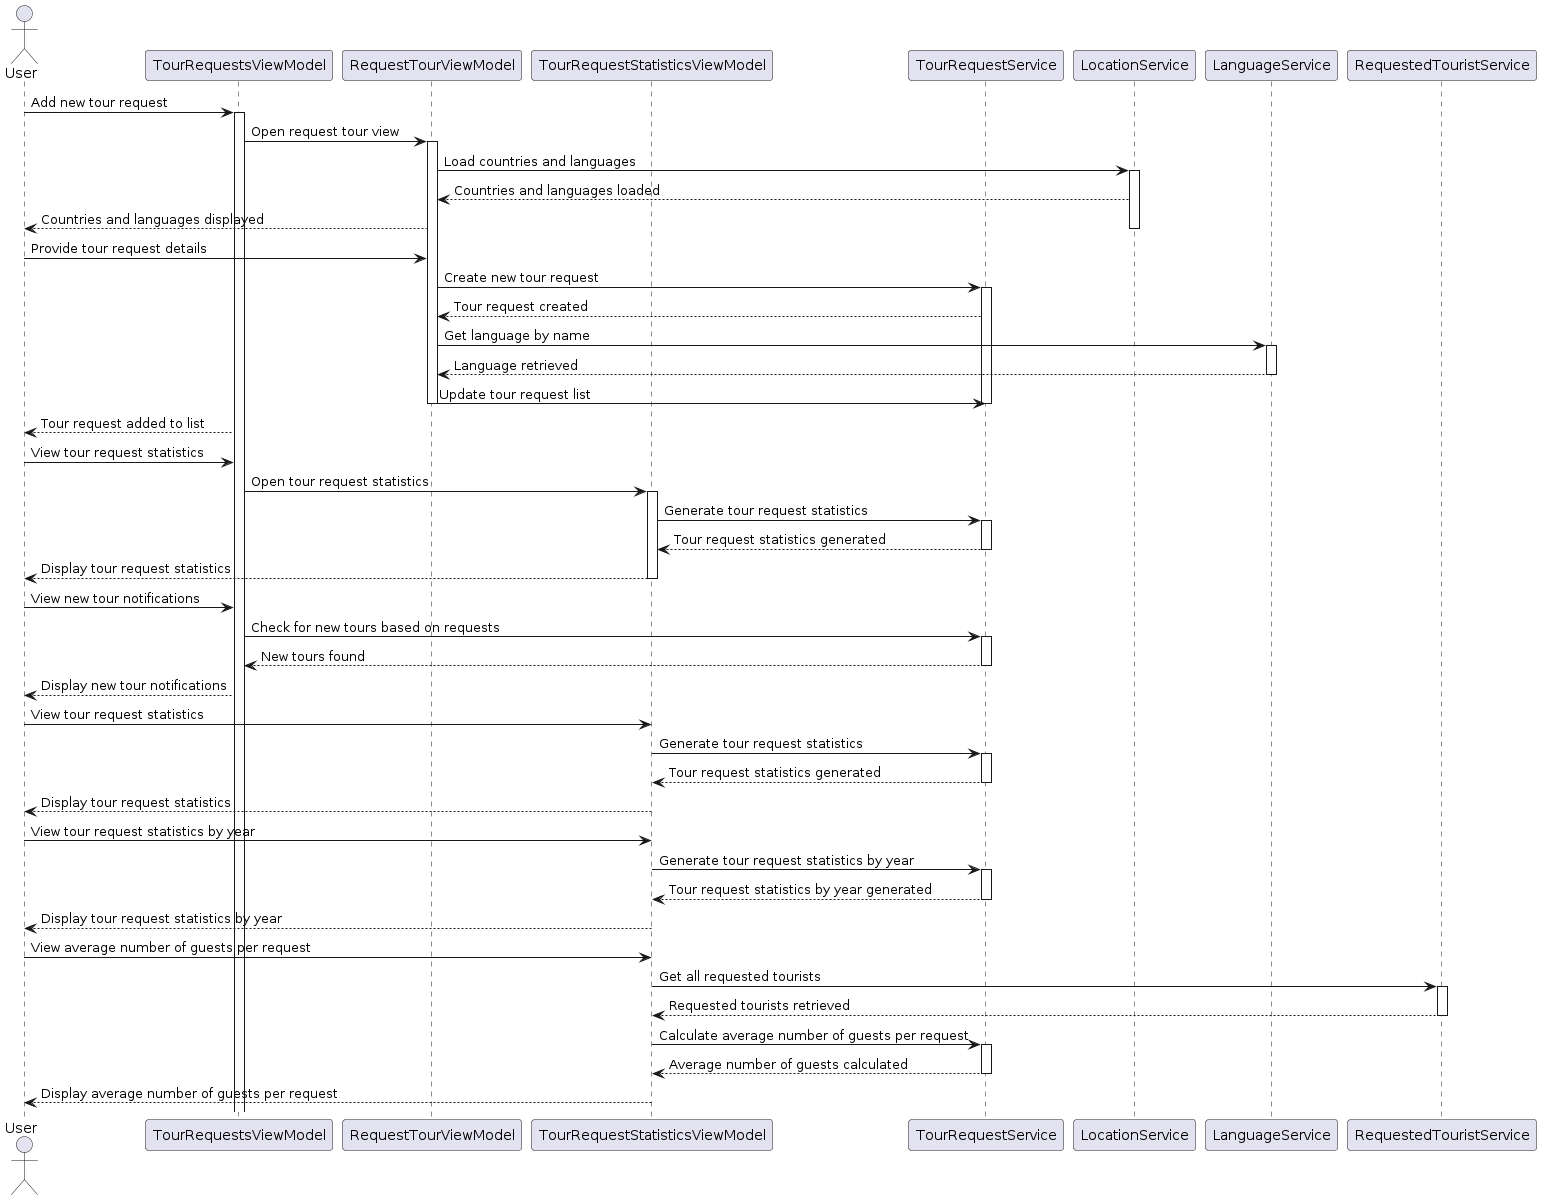 User
TourRequestsViewModel
RequestTourViewModel
TourRequestStatisticsViewModel
TourRequestService
LocationService
LanguageService
RequestedTouristService
Add new tour request
Open request tour view
Load countries and languages
Countries and languages loaded
Countries and languages displayed
Provide tour request details
Create new tour request
Tour request created
Get language by name
Language retrieved
Update tour request list
Tour request added to list
View tour request statistics
Open tour request statistics
Generate tour request statistics
Tour request statistics generated
Display tour request statistics
View new tour notifications
Check for new tours based on requests
New tours found
Display new tour notifications
View tour request statistics
Generate tour request statistics
Tour request statistics generated
Display tour request statistics
View tour request statistics by year
Generate tour request statistics by year
Tour request statistics by year generated
Display tour request statistics by year
View average number of guests per request
Get all requested tourists
Requested tourists retrieved
Calculate average number of guests per request
Average number of guests calculated
Display average number of guests per request
User
TourRequestsViewModel
RequestTourViewModel
TourRequestStatisticsViewModel
TourRequestService
LocationService
LanguageService
RequestedTouristService